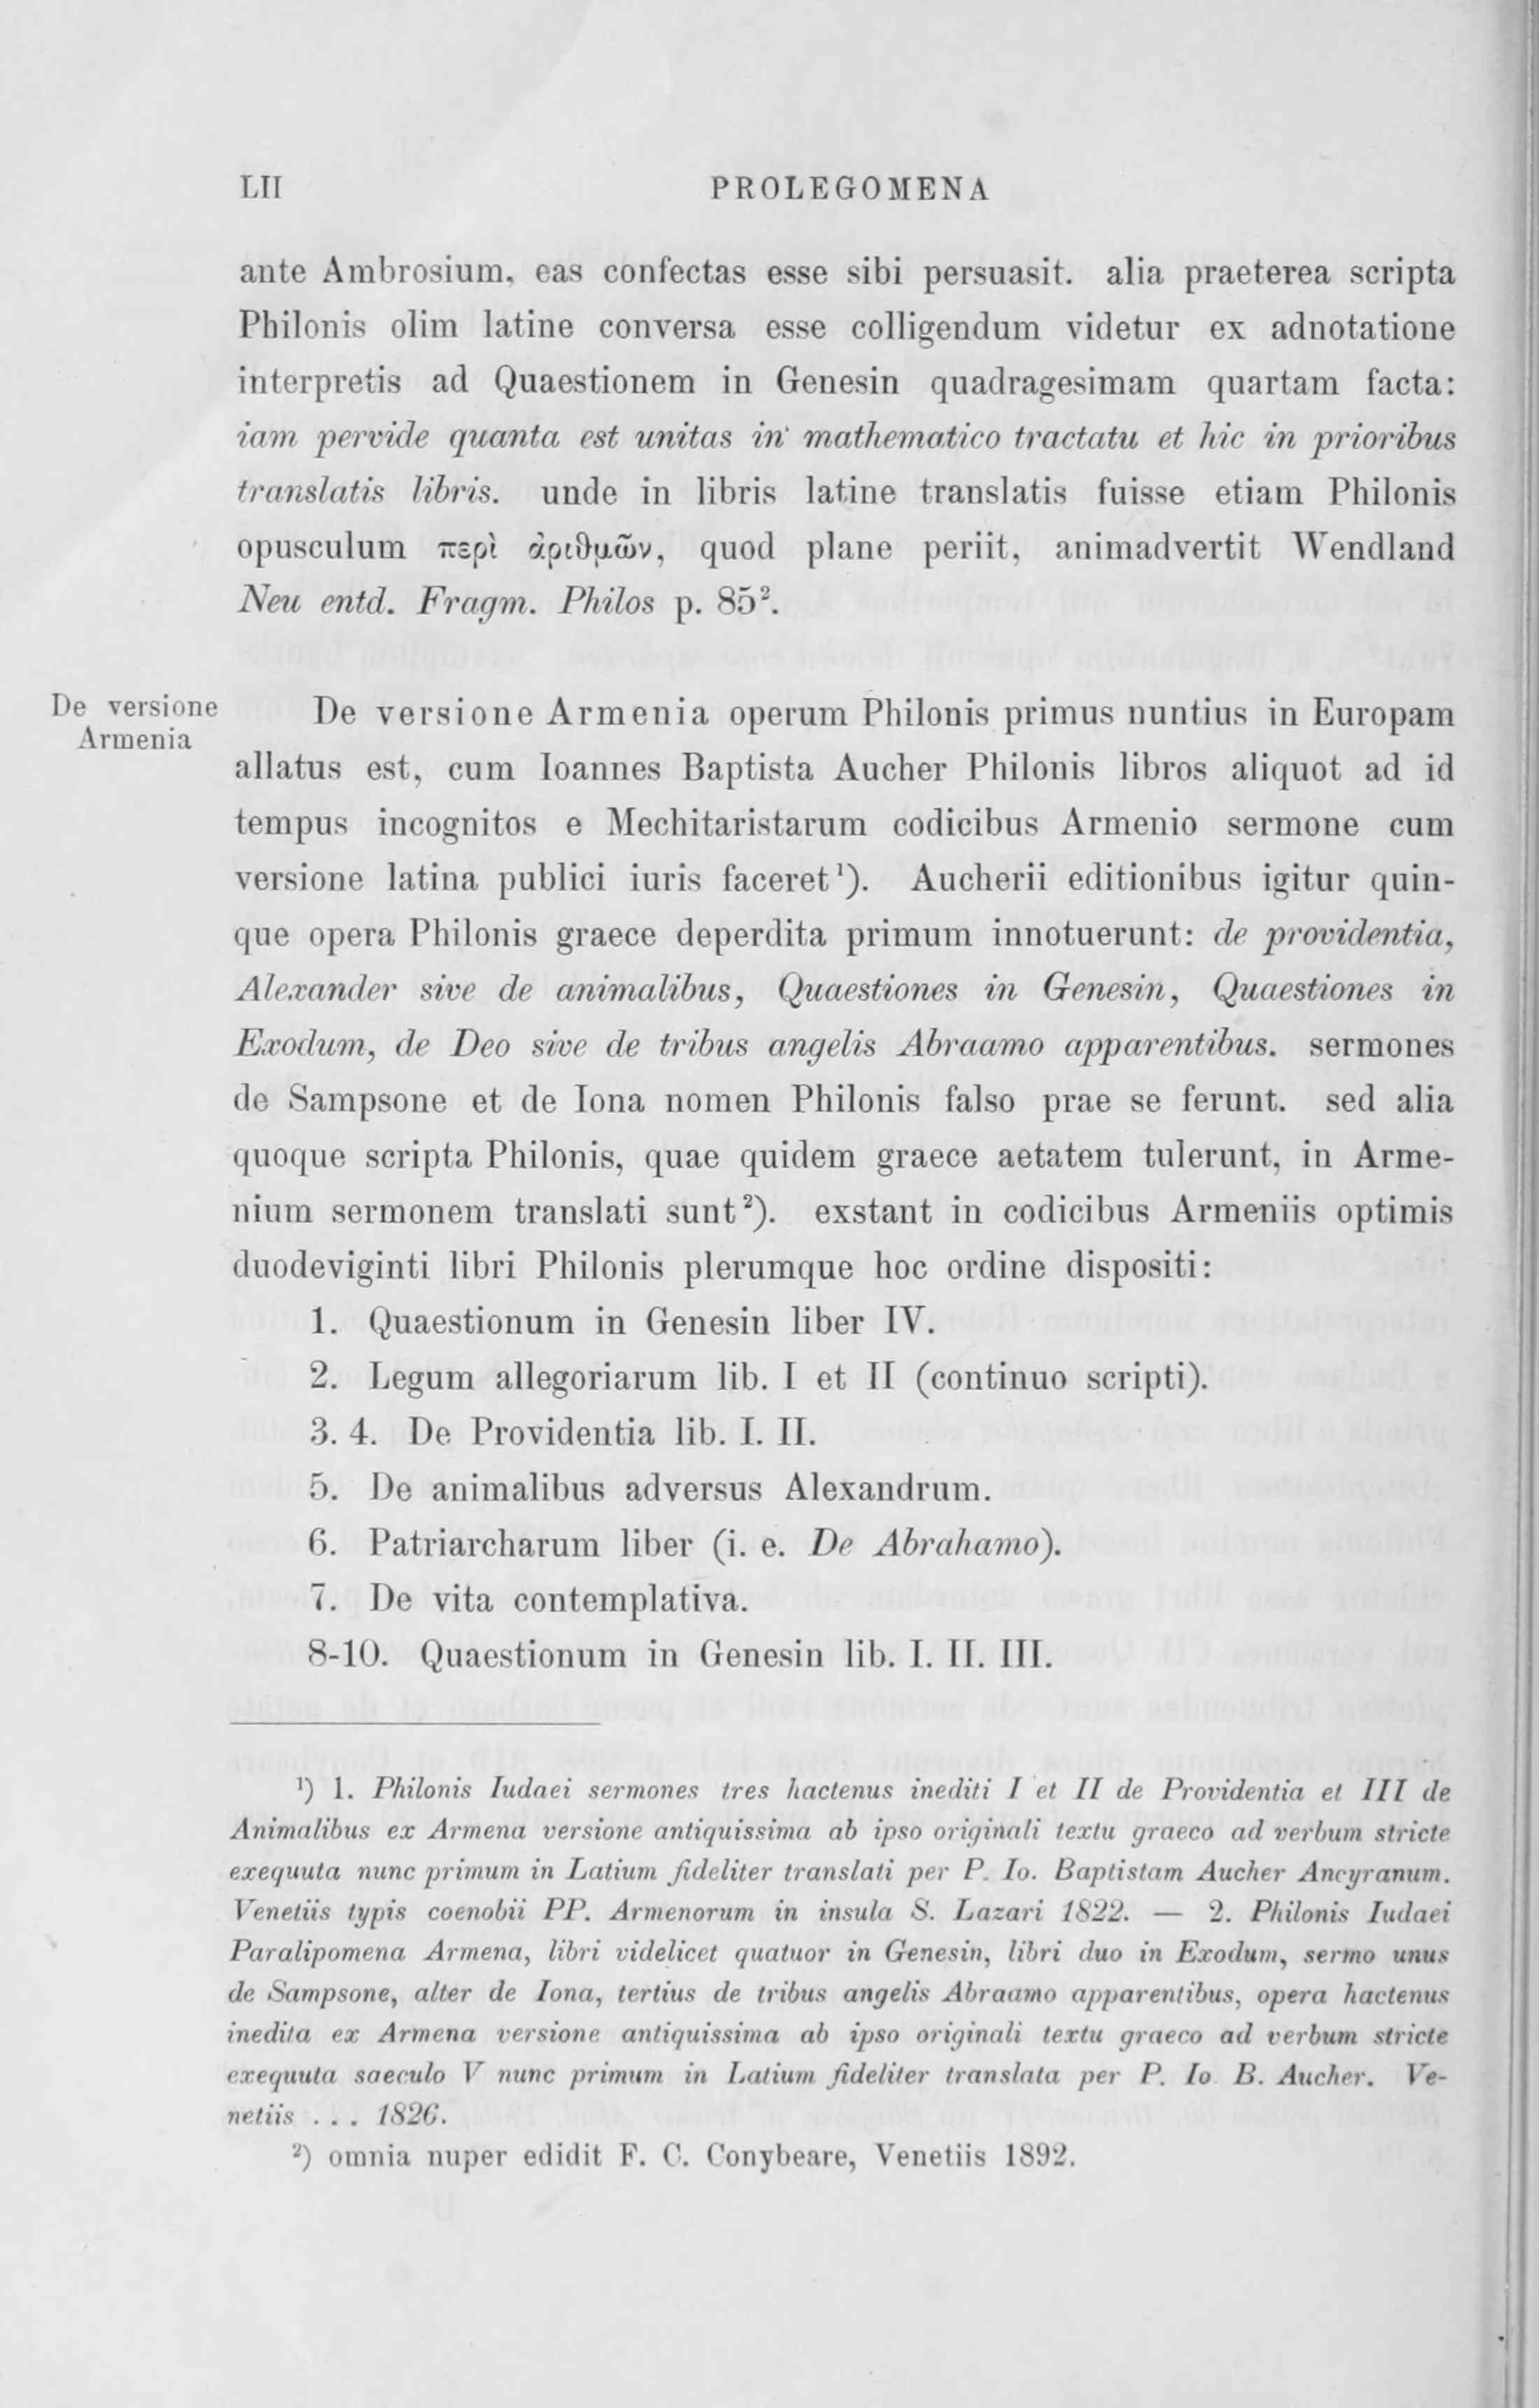 LII PROLEGOMENA
ante Ambrosium, eas confectas esse sibi persuasit. alia praeterea scripta
Philonis olim latine conversa esse colligendum videtur ex adnotatione
interpretis ad Quaestionem in Genesin quadragesimam quartam facta:
iam pervide quanta est unitas in mathematico tractatu et hic in prioribus
translatis libris. unde in libris latine translatis fuisse etiam Philonis
opusculum περὶ ἀριθμῶν, quod plane periit, animadvertit Wendland
Neu entd. Fragm. Philos p. 85².
De versione
Armenia
De versione Armenia operum Philonis primus nuntius in Europam
allatus est, cum Ioannes Baptista Aucher Philonis libros aliquot ad id
tempus incognitos e Mechitaristarum codicibus Armenio sermone cum
versione latina publici iuris faceret¹). Aucherii editionibus igitur quin-
que opera Philonis graece deperdita primum innotuerunt: de providentia,
Alexander sive de animalibus, Quaestiones in Genesin, Quaestiones in
Exodum, de Deo sive de tribus angelis Abraamo apparentibus. sermones
de Sampsone et de Iona nomen Philonis falso prae se ferunt. sed alia
quoque scripta Philonis, quae quidem graece aetatem tulerunt, in Arme-
nium sermonem translati sunt²). exstant in codicibus Armeniis optimis
duodeviginti libri Philonis plerumque hoc ordine dispositi:
1. Quaestionum in Genesin liber IV.
2. Legum allegoriarum lib. I et II (continuo scripti).
3. 4. De Providentia lib. I. II.
5. De animalibus adversus Alexandrum.
6. Patriarcharum liber (i. e. De Abrahamo).
7. De vita contemplativa.
8-10. Quaestionum in Genesin lib. I. II. III.
¹) 1. Philonis Iudaei sermones tres hactenus inediti I et II de Providentia et III de
Animalibus ex Armena versione antiquissima ab ipso originali textu graeco ad verbum stricte
exequuta nunc primum in Latium fideliter translati per P. Io. Baptistam Aucher Ancyranum.
Venetiis typis coenobii PP. Armenorum in insula S. Lazari 1822. — 2. Philonis Iudaei
Paralipomena Armena, libri videlicet quatuor in Genesin, libri duo in Exodum, sermo unus
de Sampsone, alter de Iona, tertius de tribus angelis Abraamo apparentibus, opera hactenus
inedita ex Armena versione antiquissima ab ipso originali textu graeco ad verbum stricte
exequuta saeculo V nunc primum in Latium fideliter translata per P. Io B. Aucher. Ve-
netiis . . . 1826.
²) omnia nuper edidit F. C. Conybeare, Venetiis 1892.